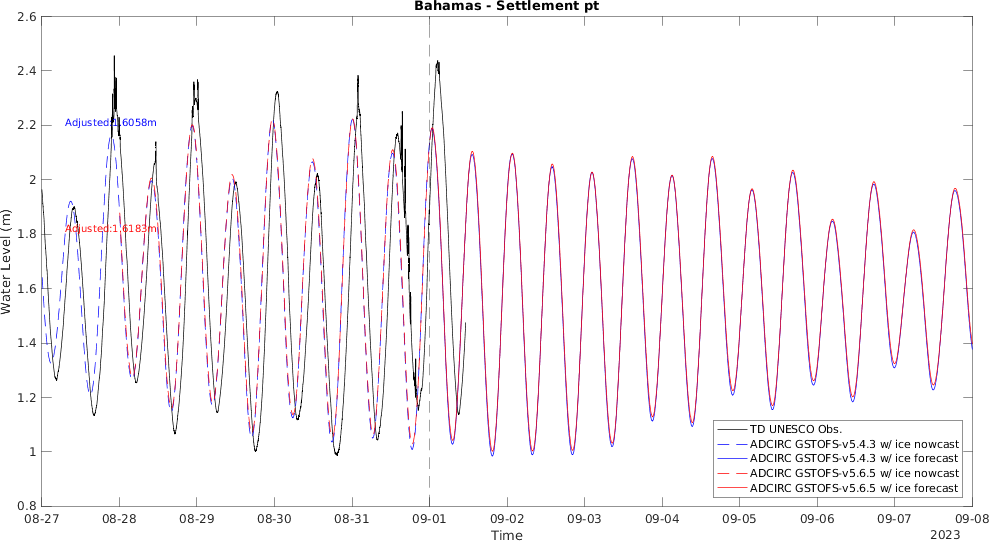 Bahamas - Settlement pt
2.6
2.4
2.2
2
1.8
1.6
1.4
1.2
1
0.8
Water Level (m)
Adjusted:1.6058m
Adjusted:1.6183m
TD UNESCO Obs.
ADCIRC GSTOFS-v5.4.3 w/ ice nowcast
ADCIRC GSTOFS-v5.4.3 w/ ice forecast
ADCIRC GSTOFS-v5.6.5 w/ ice nowcast
ADCIRC GSTOFS-v5.6.5 w/ ice forecast
08-27 08-28 08-29 08-30 08-31 09-01 09-02 09-03 09-04 09-05 09-06 09-07 09-08
Time
2023